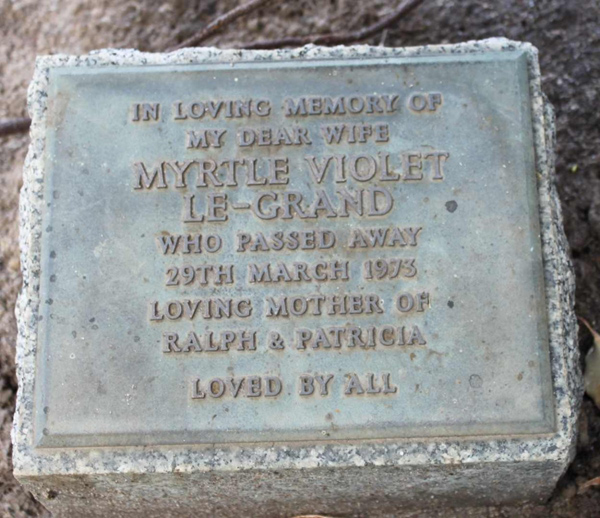 IN LOVING MEMORY OF
MY DEAR WIFE
MYRTLE VIOLET
LE-GRAND
WHO PASSED AWAY
29TH MARCH 1973
LOVING MOTHER OF
RALPH & PATRICIA
LOVED BY ALL